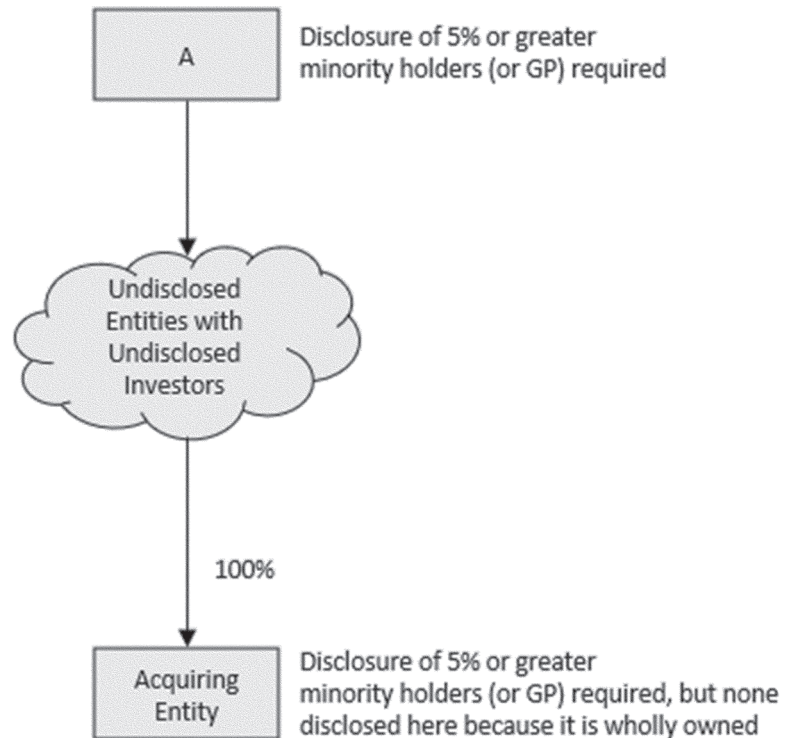 A
Disclosure of 5% or greater
minority holders (or GP) required
Undisclosed
Entities with
Undisclosed
Investors
100%
Acquiring
Entity
Disclosure of 5% or greater
minority holders (or GP) required, but none
disclosed here because it is wholly owned